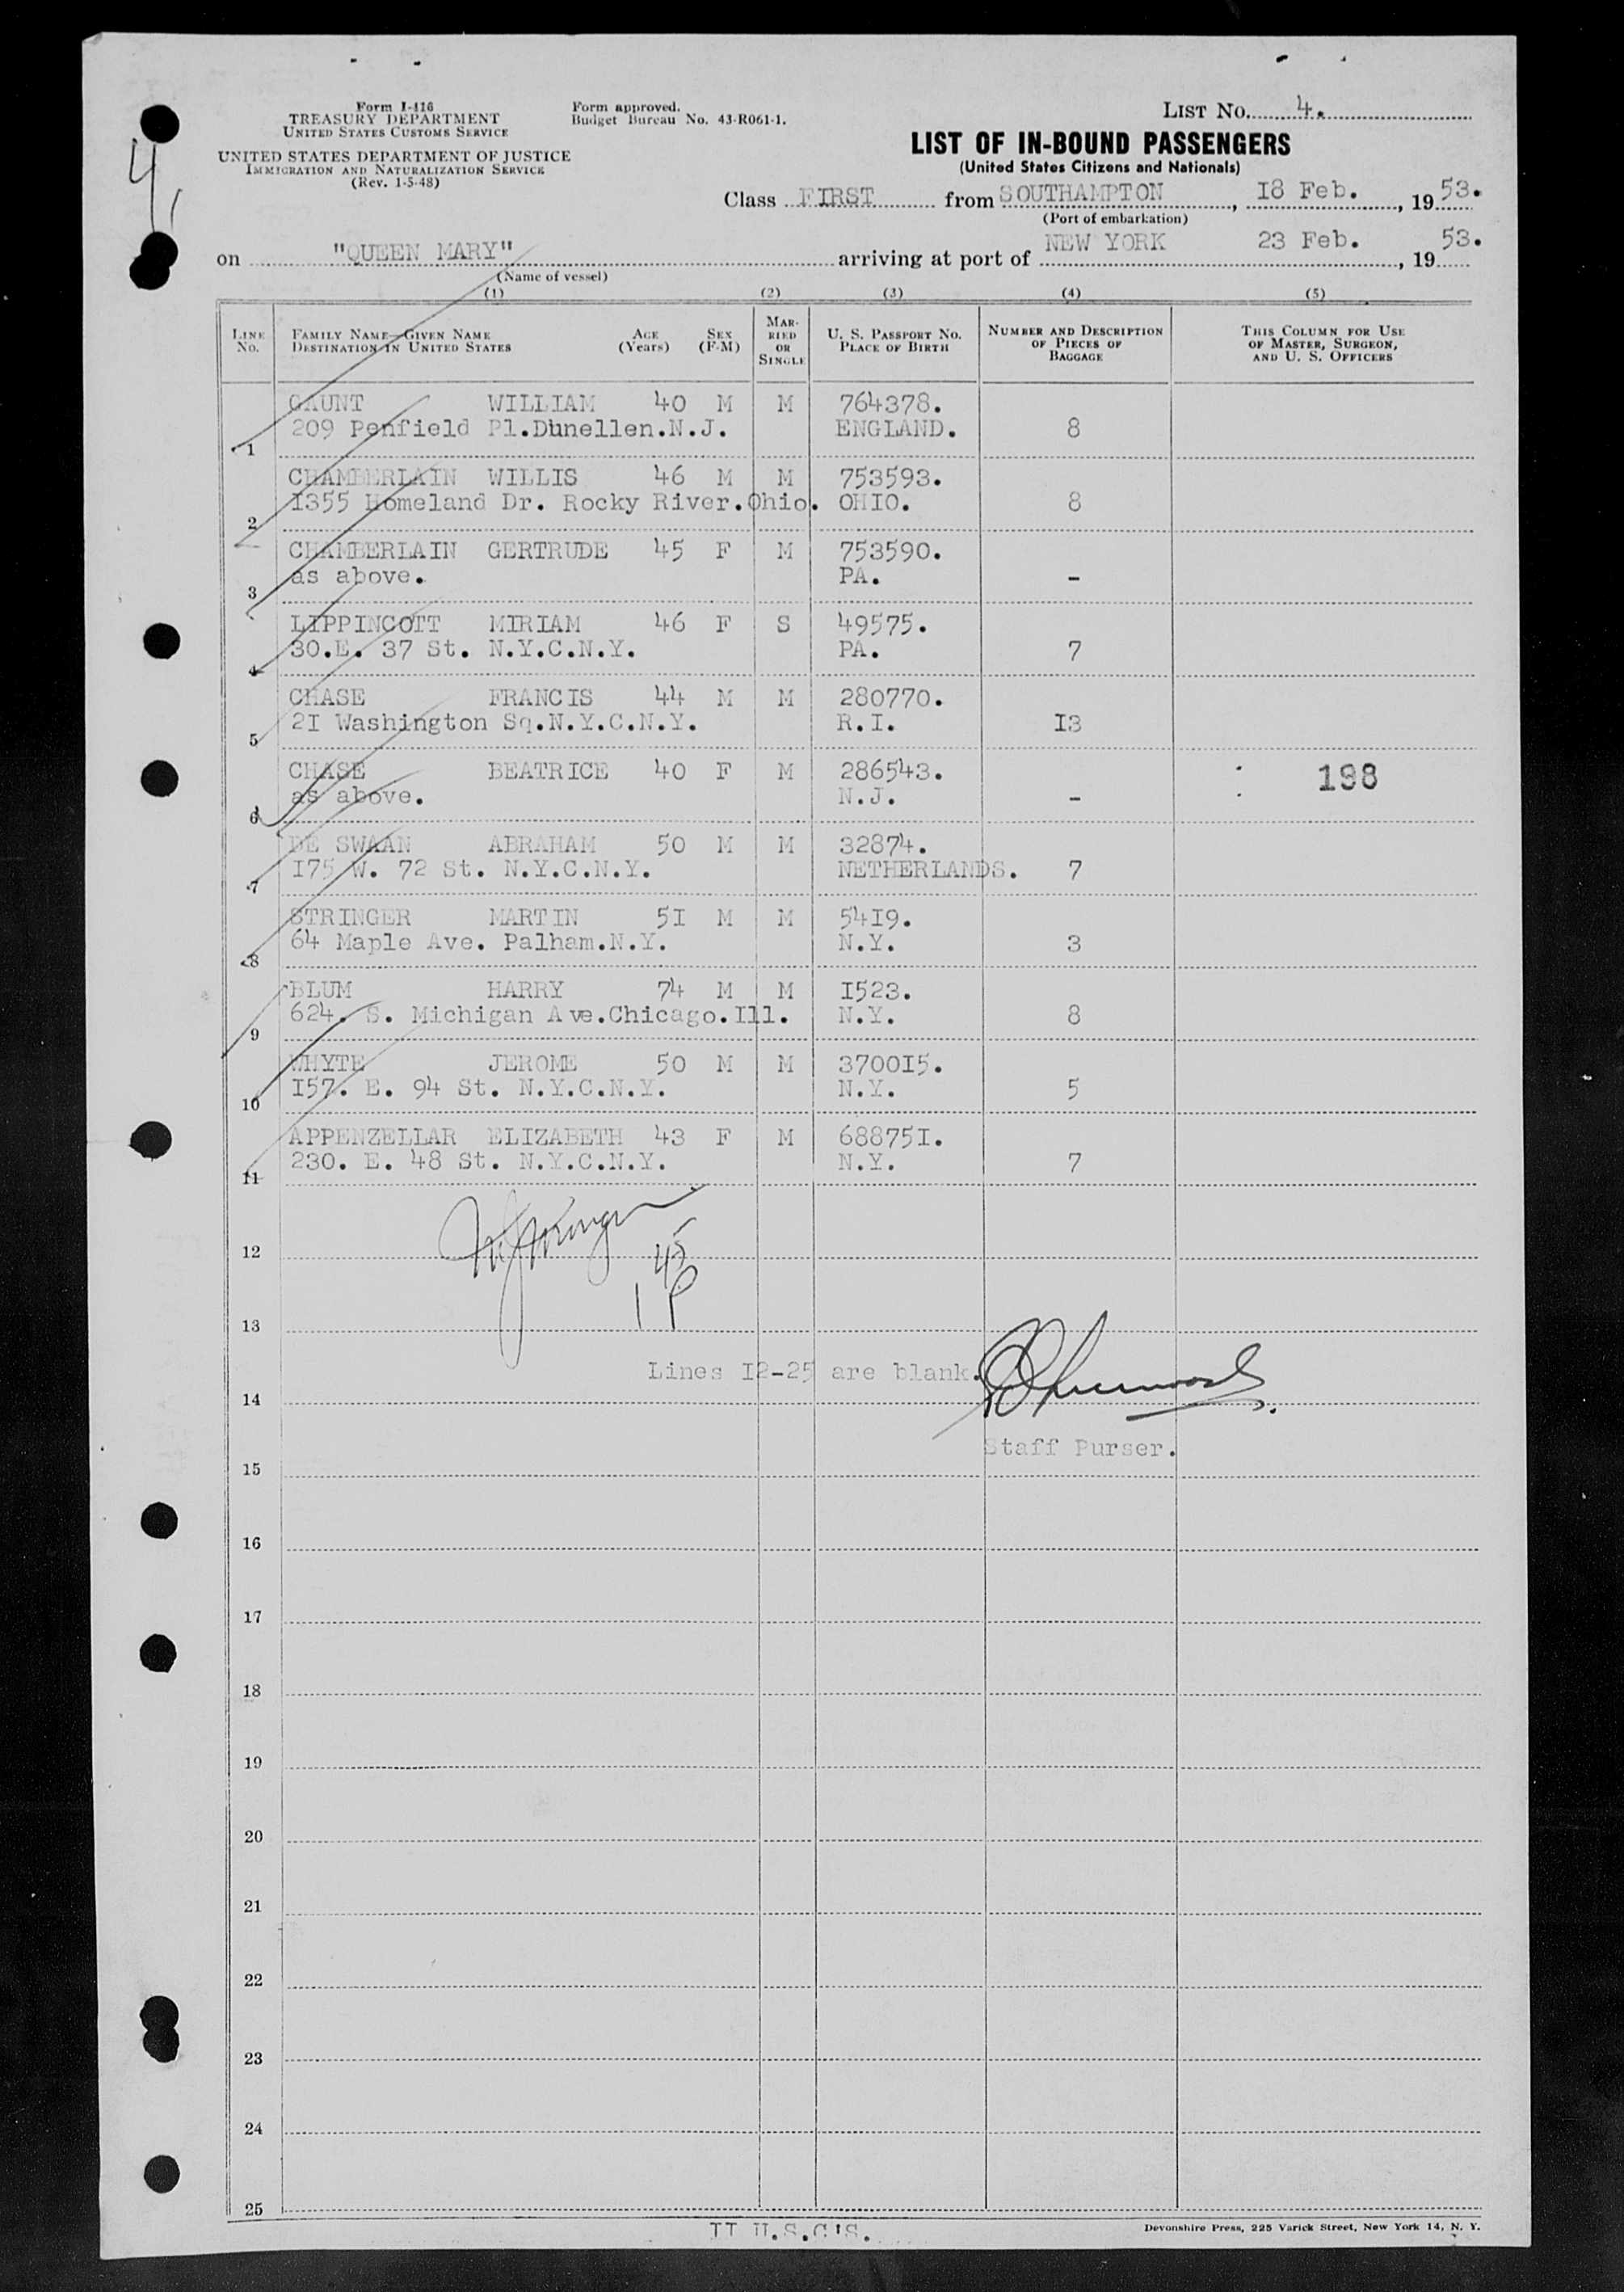 4,
Form I-416
TREASURY DEPARTMENT
UNITED STATES CUSTOMS SERVICE
UNITED STATES DEPARTMENT OF JUSTICE
IMMIGRATION AND NATURALIZATION SERVICE
(Rev. 1-5-48)
Form approved.
Budget Bureau No. 43-R061-1.
LIST NO. 4.
LIST OF IN-BOUND PASSENGERS
(United States Citizens and Nationals)
Class FIRST from SOUTHAMPTON, 18 Feb., 1953.
(Port of embarkation)
on "QUEEN MARY" arriving at port of NEW YORK 23 Feb., 1953.
(Name of vessel)
(1) (2) (3) (4) (5)
LINE No.
FAMILY NAME—GIVEN NAME
DESTINATION IN UNITED STATES
AGE (Years)
SEX (F-M)
MARRIED OR SINGLE
U. S. PASSPORT NO.
PLACE OF BIRTH
NUMBER AND DESCRIPTION OF PIECES OF BAGGAGE
THIS COLUMN FOR USE OF MASTER, SURGEON, AND U. S. OFFICERS
GAUNT WILLIAM 40 M M 764378.
1 209 Penfield Pl.Dunellen.N.J. ENGLAND. 8
CHAMBERLAIN WILLIS 46 M M 753593.
2 I355 Homeland Dr. Rocky River.Ohio. OHIO. 8
CHAMBERLAIN GERTRUDE 45 F M 753590.
3 as above. PA. -
LIPPINCOTT MIRIAM 46 F S 49575.
4 30.E. 37 St. N.Y.C.N.Y. PA. 7
CHASE FRANCIS 44 M M 280770.
5 2I Washington Sq.N.Y.C.N.Y. R.I. I3
CHASE BEATRICE 40 F M 286543. 198
6 as above. N.J. -
DE SWAAN ABRAHAM 50 M M 32874.
7 I75 W. 72 St. N.Y.C.N.Y. NETHERLANDS. 7
STRINGER MARTIN 5I M M 54I9.
8 64 Maple Ave. Palham.N.Y. N.Y. 3
BLUM HARRY 74 M M I523.
9 624. S. Michigan Ave.Chicago.Ill. N.Y. 8
WHYTE JEROME 50 M M 3700I5.
10 I57. E. 94 St. N.Y.C.N.Y. N.Y. 5
APPENZELLAR ELIZABETH 43 F M 68875I.
11 230. E. 48 St. N.Y.C.N.Y. N.Y. 7
12
45
1 P
13
Lines I2-25 are blank.
14
Staff Purser.
15
16
17
18
19
20
21
22
23
24
25
II U.S.C'S.
Devonshire Press, 225 Varick Street, New York 14, N. Y.